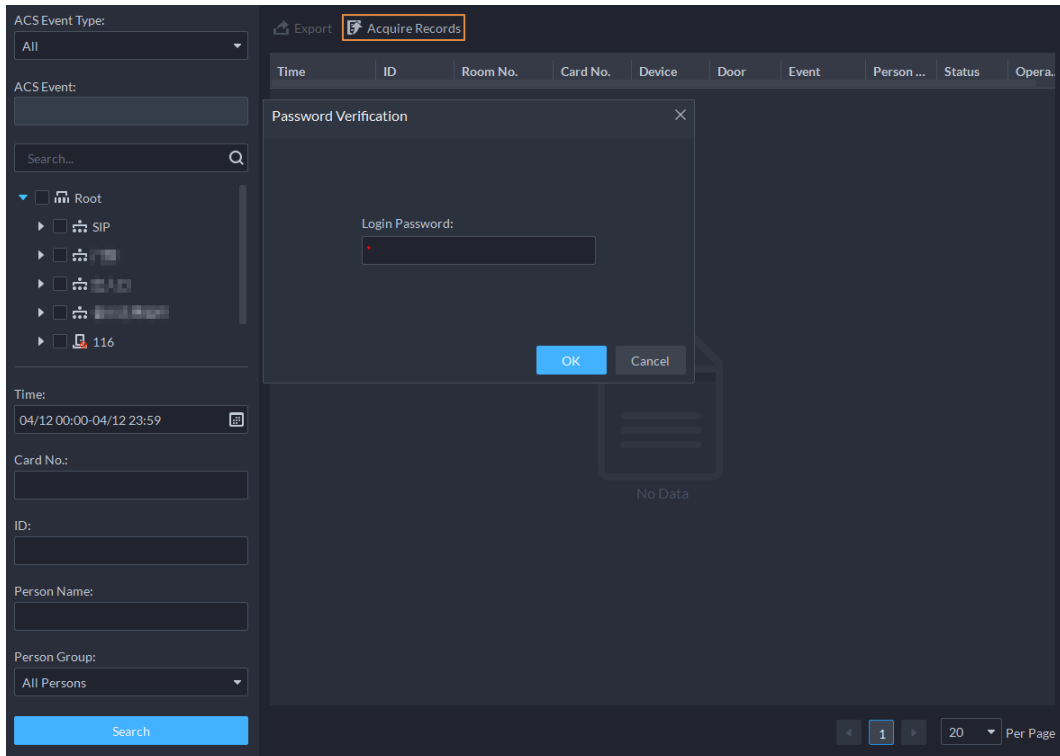 ACS Event Type:
All
ACS Event:
Search...
Root
SIP
116
Time:
04/12 00:00-04/12 23:59
Card No.:
ID:
Person Name:
Person Group:
All Persons
Search
Export Acquire Records
Time ID Room No. Card No. Device Door Event Person ... Status Opera..
Password Verification
Login Password:
*
OK Cancel
No Data
1 20 Per Page